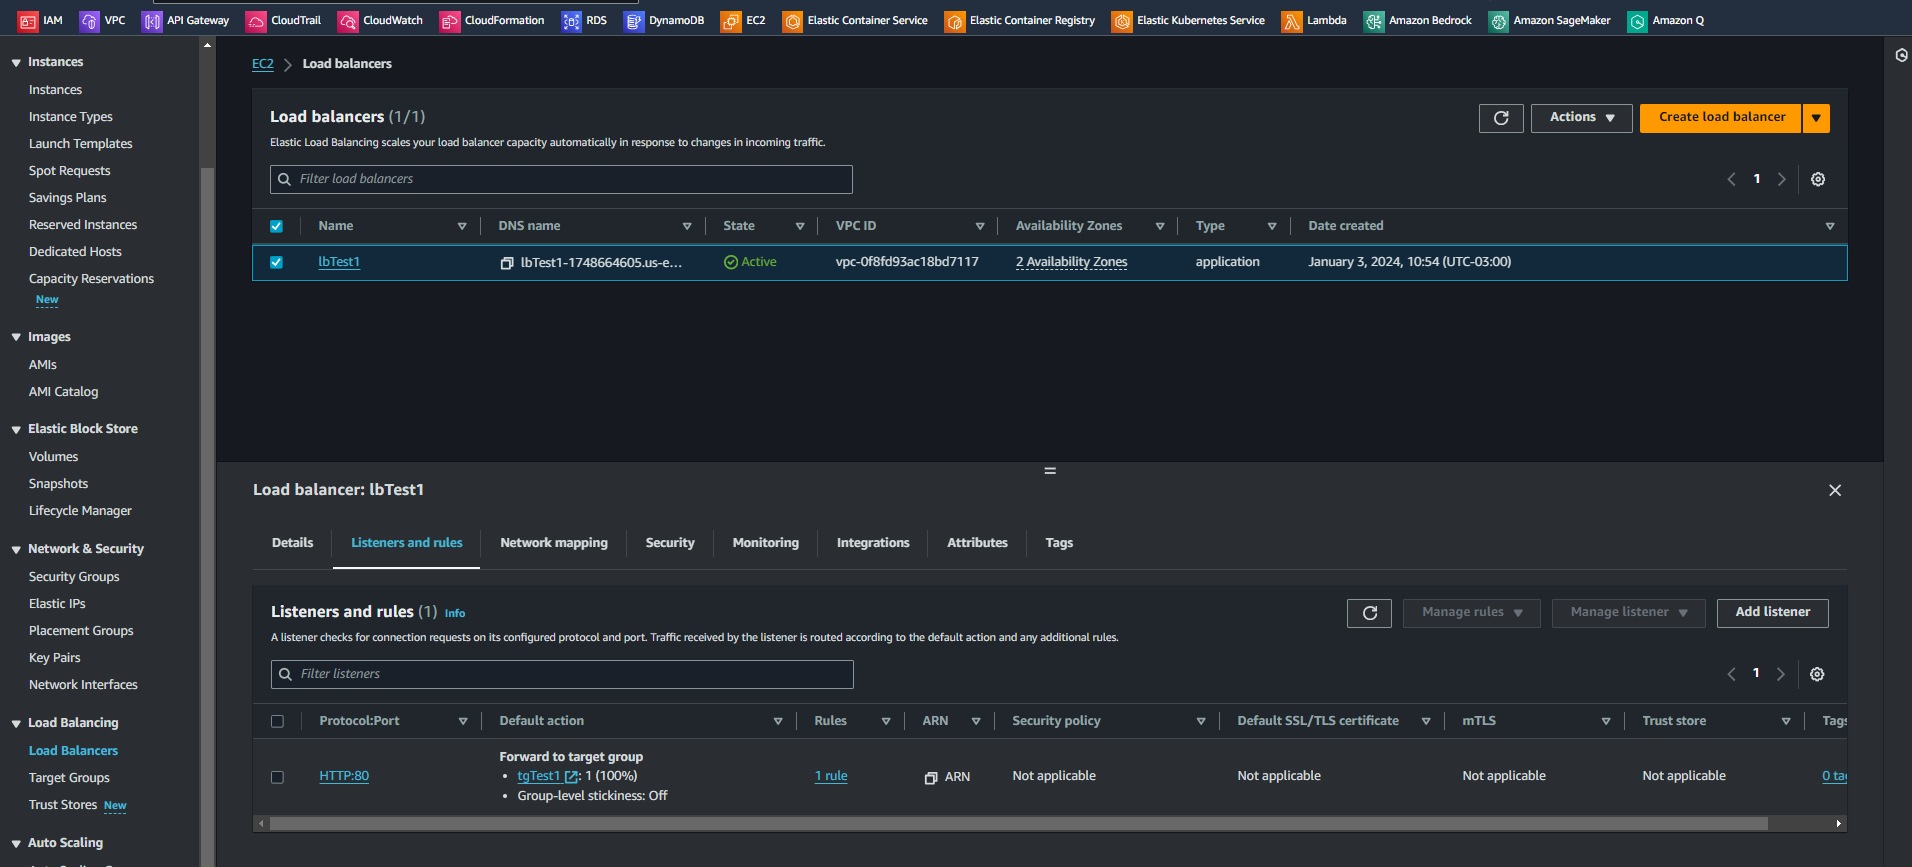 IAM VPC API Gateway CloudTrail CloudWatch CloudFormation RDS DynamoDB EC2 Elastic Container Service Elastic Container Registry Elastic Kubernetes Service Lambda Amazon Bedrock Amazon SageMaker Amazon Q
Instances
Instances
Instance Types
Launch Templates
Spot Requests
Savings Plans
Reserved Instances
Dedicated Hosts
Capacity Reservations
New
Images
AMIs
AMI Catalog
Elastic Block Store
Volumes
Snapshots
Lifecycle Manager
Network & Security
Security Groups
Elastic IPs
Placement Groups
Key Pairs
Network Interfaces
Load Balancing
Load Balancers
Target Groups
Trust Stores New
Auto Scaling
EC2 Load balancers
Load balancers (1/1)
Actions Create load balancer
Elastic Load Balancing scales your load balancer capacity automatically in response to changes in incoming traffic.
Filter load balancers
1
Name DNS name State VPC ID Availability Zones Type Date created
lbTest1 lbTest1-1748664605.us-e... Active vpc-0f8fd93ac18bd7117 2 Availability Zones application January 3, 2024, 10:54 (UTC-03:00)
Load balancer: lbTest1
Details Listeners and rules Network mapping Security Monitoring Integrations Attributes Tags
Listeners and rules (1) Info
Manage rules Manage listener Add listener
A listener checks for connection requests on its configured protocol and port. Traffic received by the listener is routed according to the default action and any additional rules.
Filter listeners
1
Protocol:Port Default action Rules ARN Security policy Default SSL/TLS certificate mTLS Trust store Tags
Forward to target group
HTTP:80 • tgTest1: 1 (100%) 1 rule ARN Not applicable Not applicable Not applicable Not applicable 0 ta
• Group-level stickiness: Off